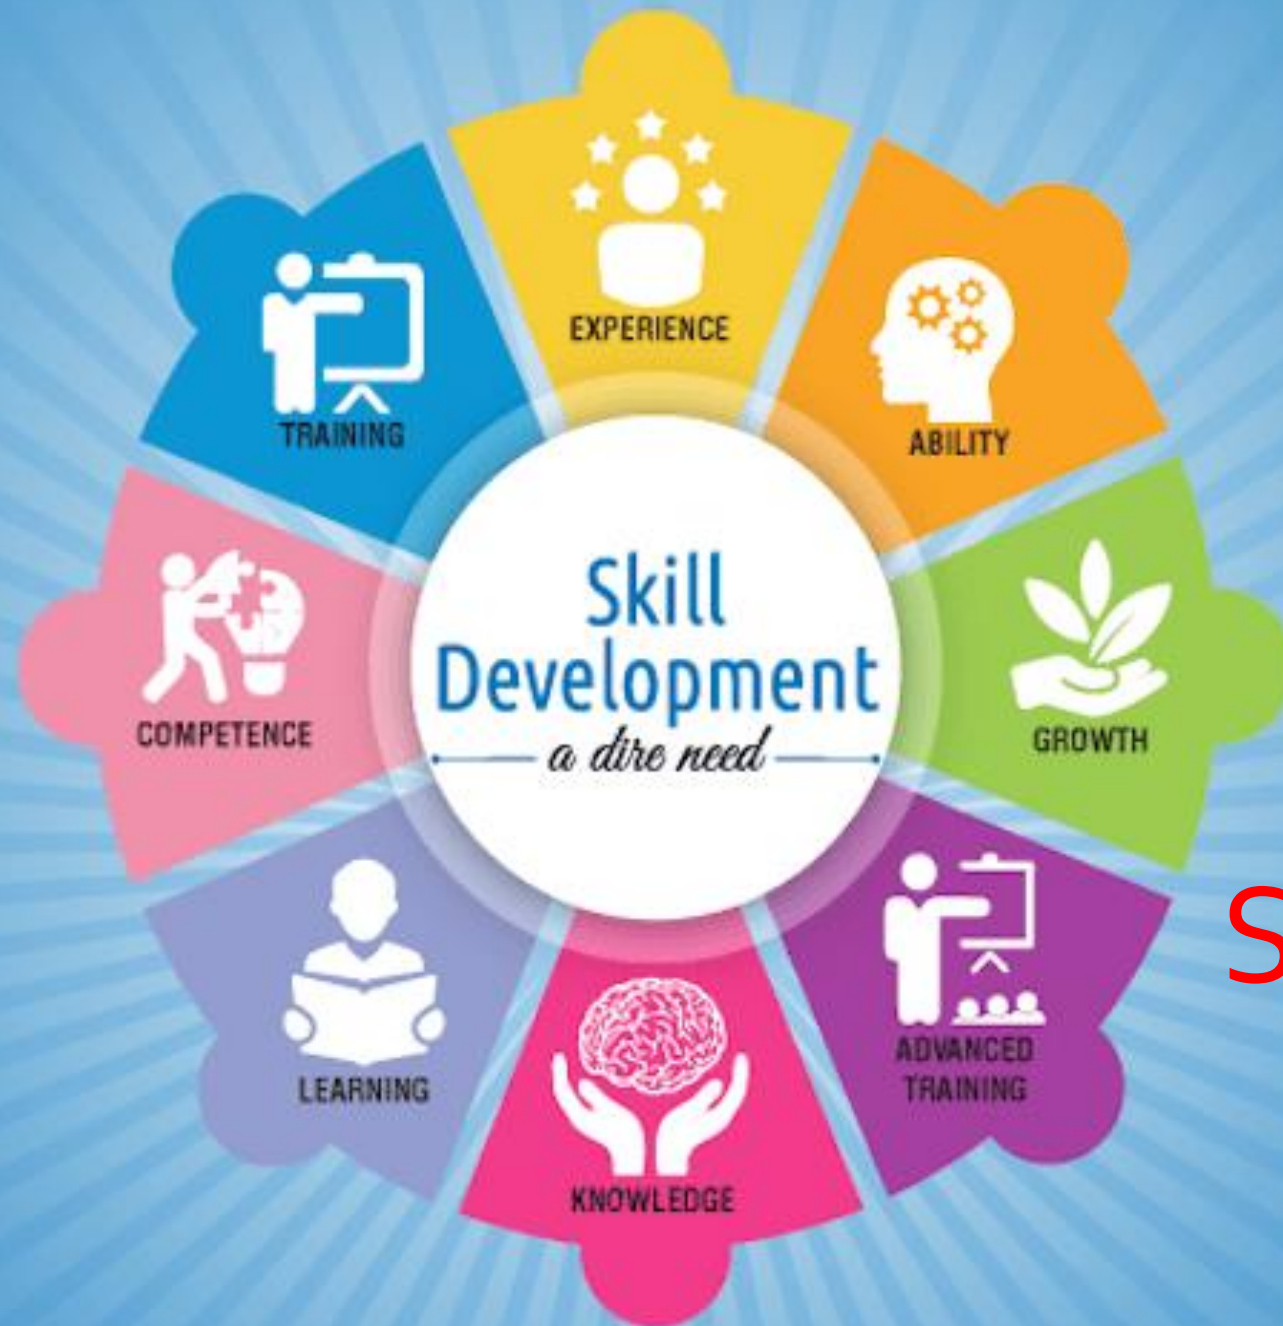 EXPERIENCE
TRAINING
ABILITY
Skill
Development
a dire need
COMPETENCE
GROWTH
S
ADVANCED
TRAINING
LEARNING
KNOWLEDGE